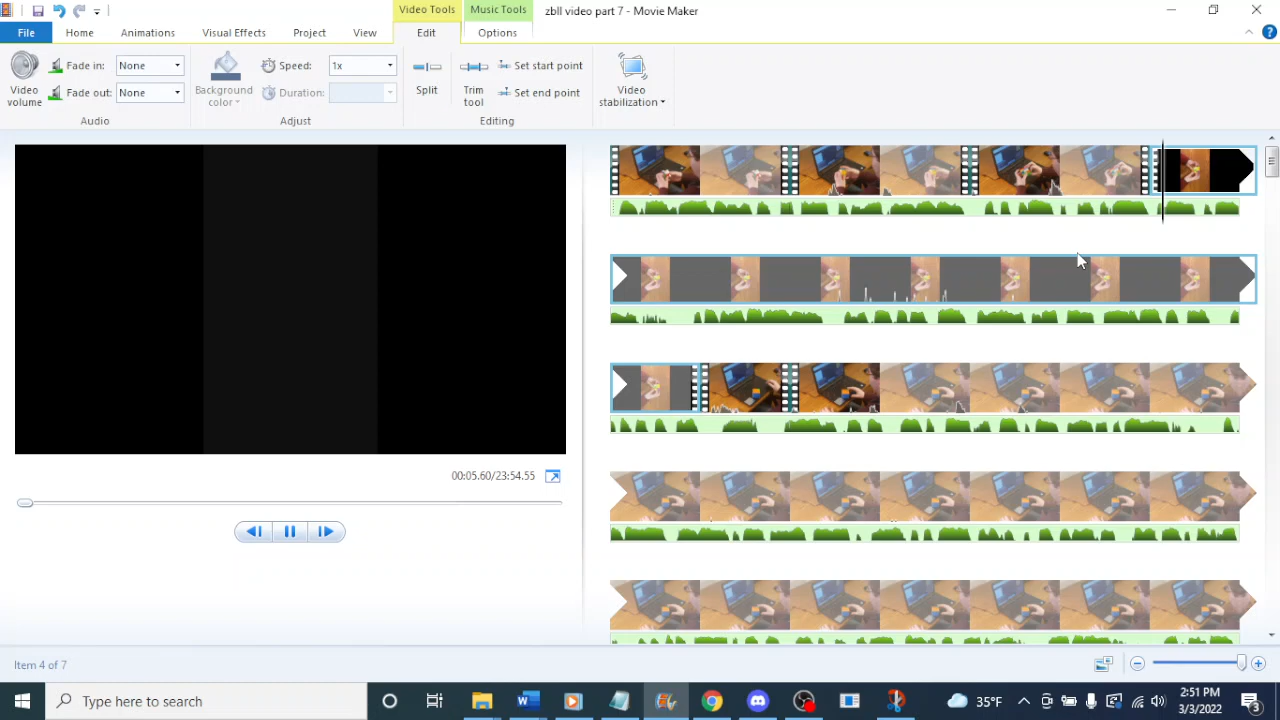 Video Tools
Music Tools
zbll video part 7 - Movie Maker
File
Home
Animations
Visual Effects
Project
View
Edit
Options
Video volume
Fade in:
None
Fade out:
None
Audio
Background color
Speed:
1x
Duration:
Adjust
Split
Trim tool
Set start point
Set end point
Editing
Video stabilization
00:05.60/23:54.55
Item 4 of 7
Type here to search
35°F
2:51 PM
3/3/2022
3